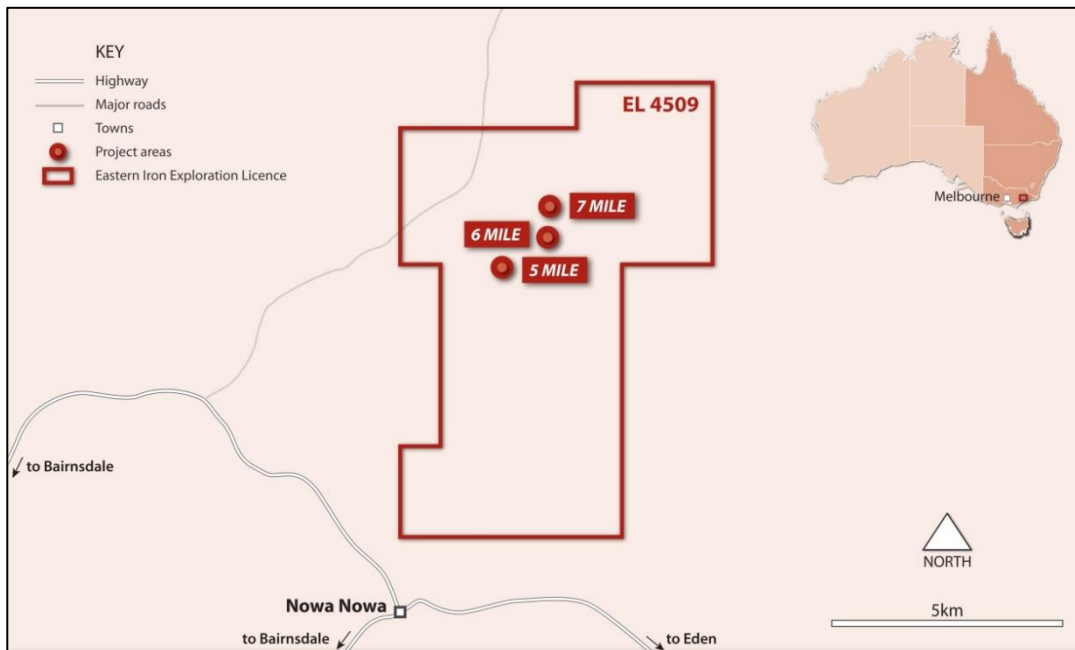 KEY
Highway
Major roads
Towns
Project areas
Eastern Iron Exploration Licence
EL 4509
Melbourne
7 MILE
6 MILE
5 MILE
to Bairnsdale
NORTH
Nowa Nowa
5km
to Bairnsdale
to Eden